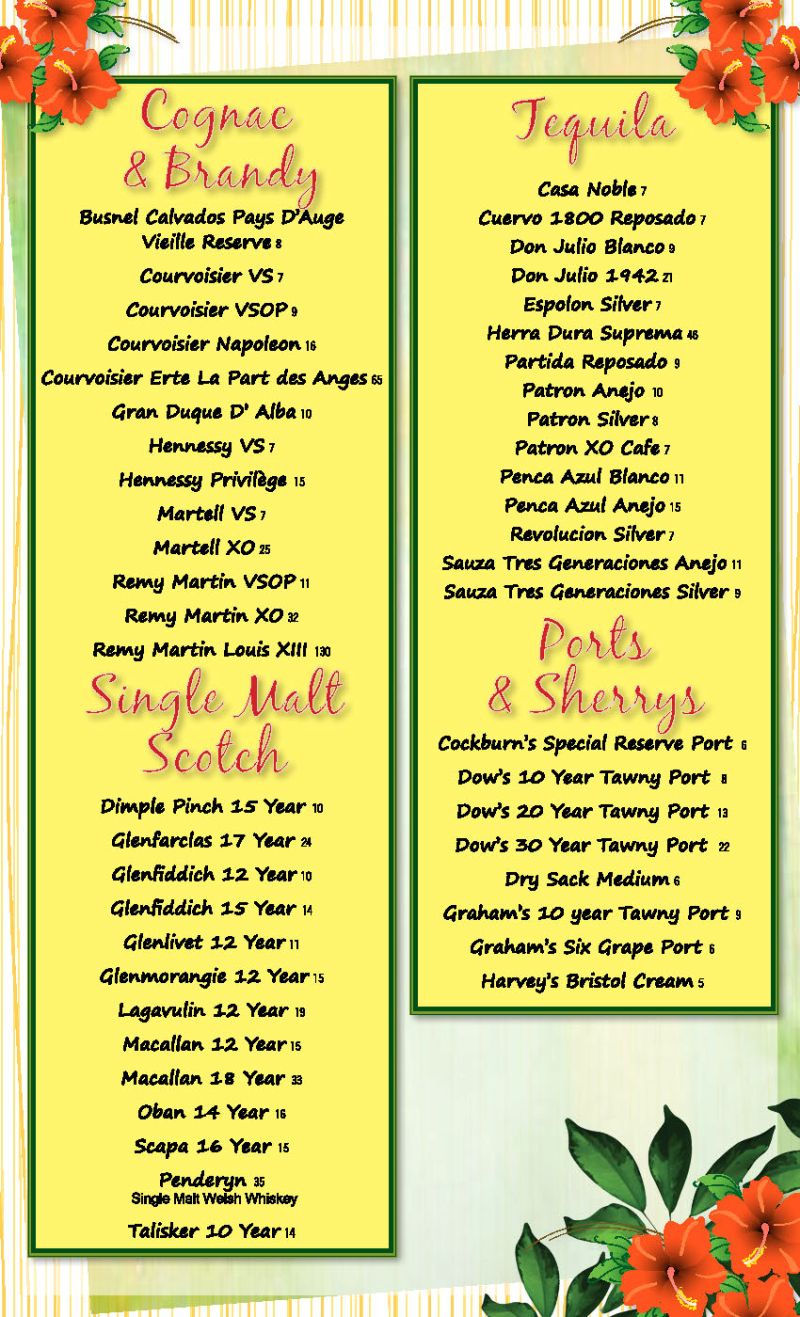 Cognac
& Brandy
Busnel Calvados Pays D'Auge
Vieille Reserve 8
Courvoisier VS 7
Courvoisier VSOP 9
Courvoisier Napoleon 16
Courvoisier Erte La Part des Anges 65
Gran Duque D' Alba 10
Hennessy VS 7
Hennessy Privilège 15
Martell VS 7
Martell XO 25
Remy Martin VSOP 11
Remy Martin XO 32
Remy Martin Louis XIII 130
Single Malt
Scotch
Dimple Pinch 15 Year 10
Glenfarclas 17 Year 24
Glenfiddich 12 Year 10
Glenfiddich 15 Year 14
Glenlivet 12 Year 11
Glenmorangie 12 Year 15
Lagavulin 12 Year 19
Macallan 12 Year 15
Macallan 18 Year 33
Oban 14 Year 16
Scapa 16 Year 15
Penderyn 35
Single Malt Welsh Whiskey
Talisker 10 Year 14
Tequila
Casa Noble 7
Cuervo 1800 Reposado 7
Don Julio Blanco 9
Don Julio 1942 21
Espolon Silver 7
Herra Dura Suprema 46
Partida Reposado 9
Patron Anejo 10
Patron Silver 8
Patron XO Cafe 7
Penca Azul Blanco 11
Penca Azul Anejo 15
Revolucion Silver 7
Sauza Tres Generaciones Anejo 11
Sauza Tres Generaciones Silver 9
Ports
& Sherrys
Cockburn's Special Reserve Port 6
Dow's 10 Year Tawny Port 8
Dow's 20 Year Tawny Port 13
Dow's 30 Year Tawny Port 22
Dry Sack Medium 6
Graham's 10 year Tawny Port 9
Graham's Six Grape Port 6
Harvey's Bristol Cream 5